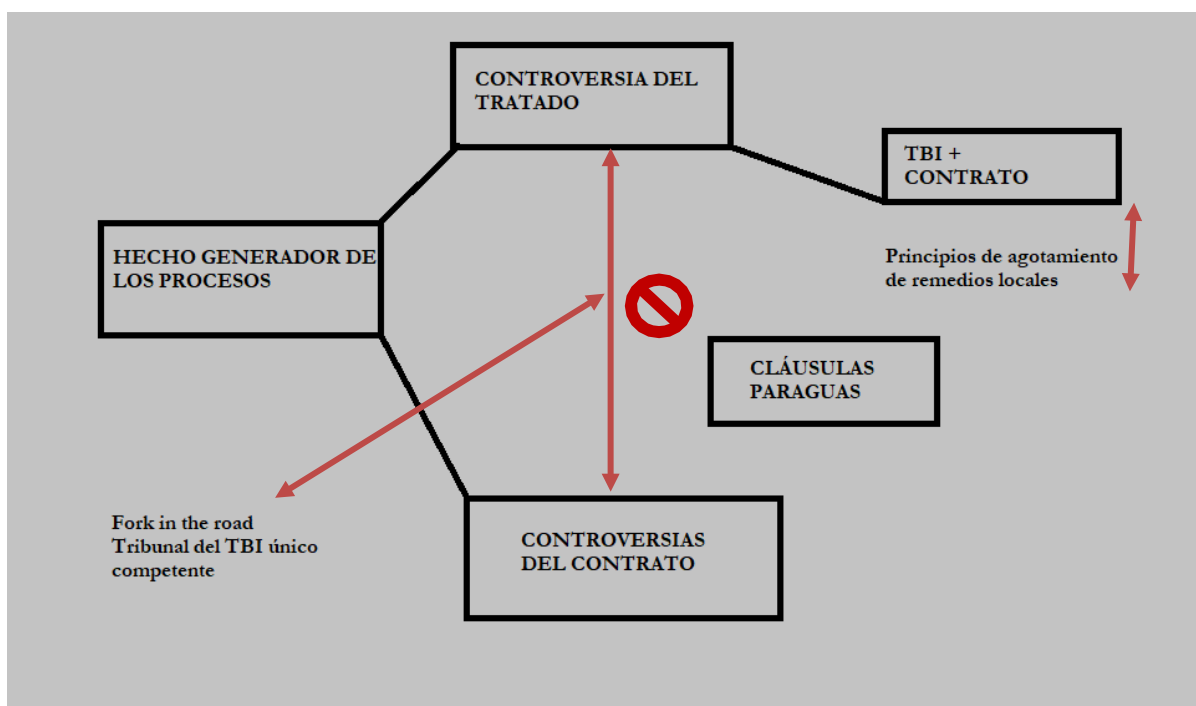 CONTROVERSIA DEL
TRATADO
TBI +
CONTRATO
HECHO GENERADOR DE
LOS PROCESOS
Principios de agotamiento
de remedios locales
CLÁUSULAS
PARAGUAS
Fork in the road
Tribunal del TBI único
competente
CONTROVERSIAS
DEL CONTRATO